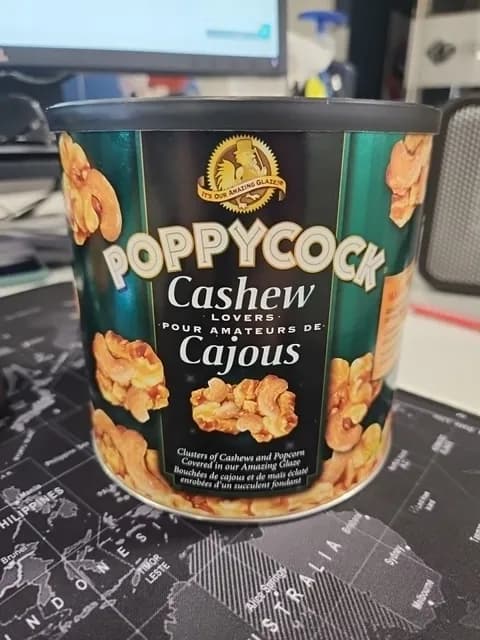 IT'S OUR AMAZING GLAZE!®
POPPYCOCK
Cashew
· LOVERS ·
· POUR AMATEURS DE ·
Cajous
Clusters of Cashews and Popcorn
Covered in our Amazing Glaze
Bouchées de cajous et de maïs éclaté
enrobées d'un succulent fondant
PHILIPPINES
Brunei
INDONES
TIMOR
LESTE
Alice Springs
STRALIA
Sydney
Melbourne